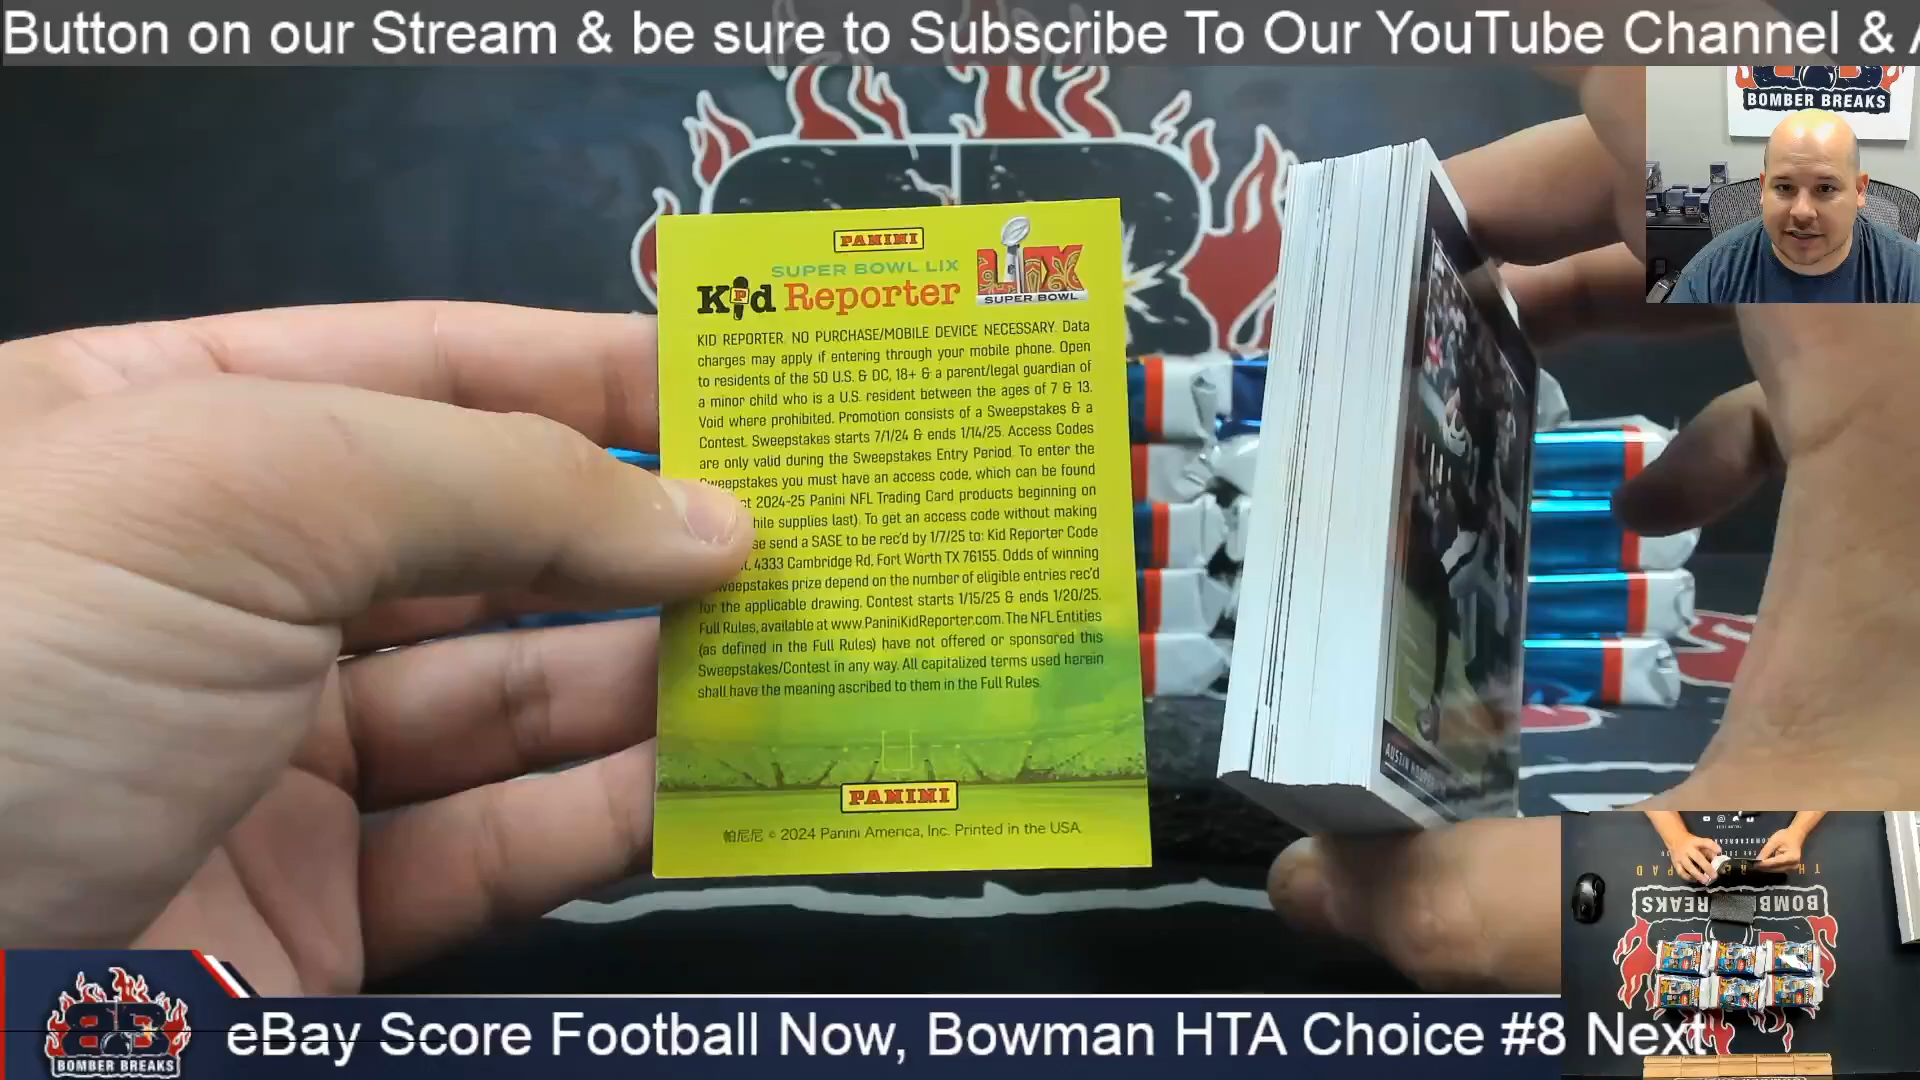 Button on our Stream & be sure to Subscribe To Our YouTube Channel &
BOMBER BREAKS
PANINI
SUPER BOWL LIX
Kid Reporter
LIX
SUPER BOWL
KID REPORTER. NO PURCHASE/MOBILE DEVICE NECESSARY. Data
charges may apply if entering through your mobile phone. Open
to residents of the 50 U.S. & DC, 18+ & a parent/legal guardian of
a minor child who is a U.S. resident between the ages of 7 & 13.
Void where prohibited. Promotion consists of a Sweepstakes & a
Contest. Sweepstakes starts 7/1/24 & ends 1/14/25. Access Codes
are only valid during the Sweepstakes Entry Period. To enter the
Sweepstakes you must have an access code, which can be found
2024-25 Panini NFL Trading Card products beginning on
supplies last). To get an access code without making
send a SASE to be rec'd by 1/7/25 to: Kid Reporter Code
4333 Cambridge Rd, Fort Worth TX 76155. Odds of winning
Sweepstakes prize depend on the number of eligible entries rec'd
for the applicable drawing. Contest starts 1/15/25 & ends 1/20/25.
Full Rules, available at www.PaniniKidReporter.com. The NFL Entities
(as defined in the Full Rules) have not offered or sponsored this
Sweepstakes/Contest in any way. All capitalized terms used herein
shall have the meaning ascribed to them in the Full Rules.
PANINI
帕尼尼 © 2024 Panini America, Inc. Printed in the USA.
AUSTIN HOOPER
BOMBER BREAKS
BOMBER BREAKS
eBay Score Football Now, Bowman HTA Choice #8 Next